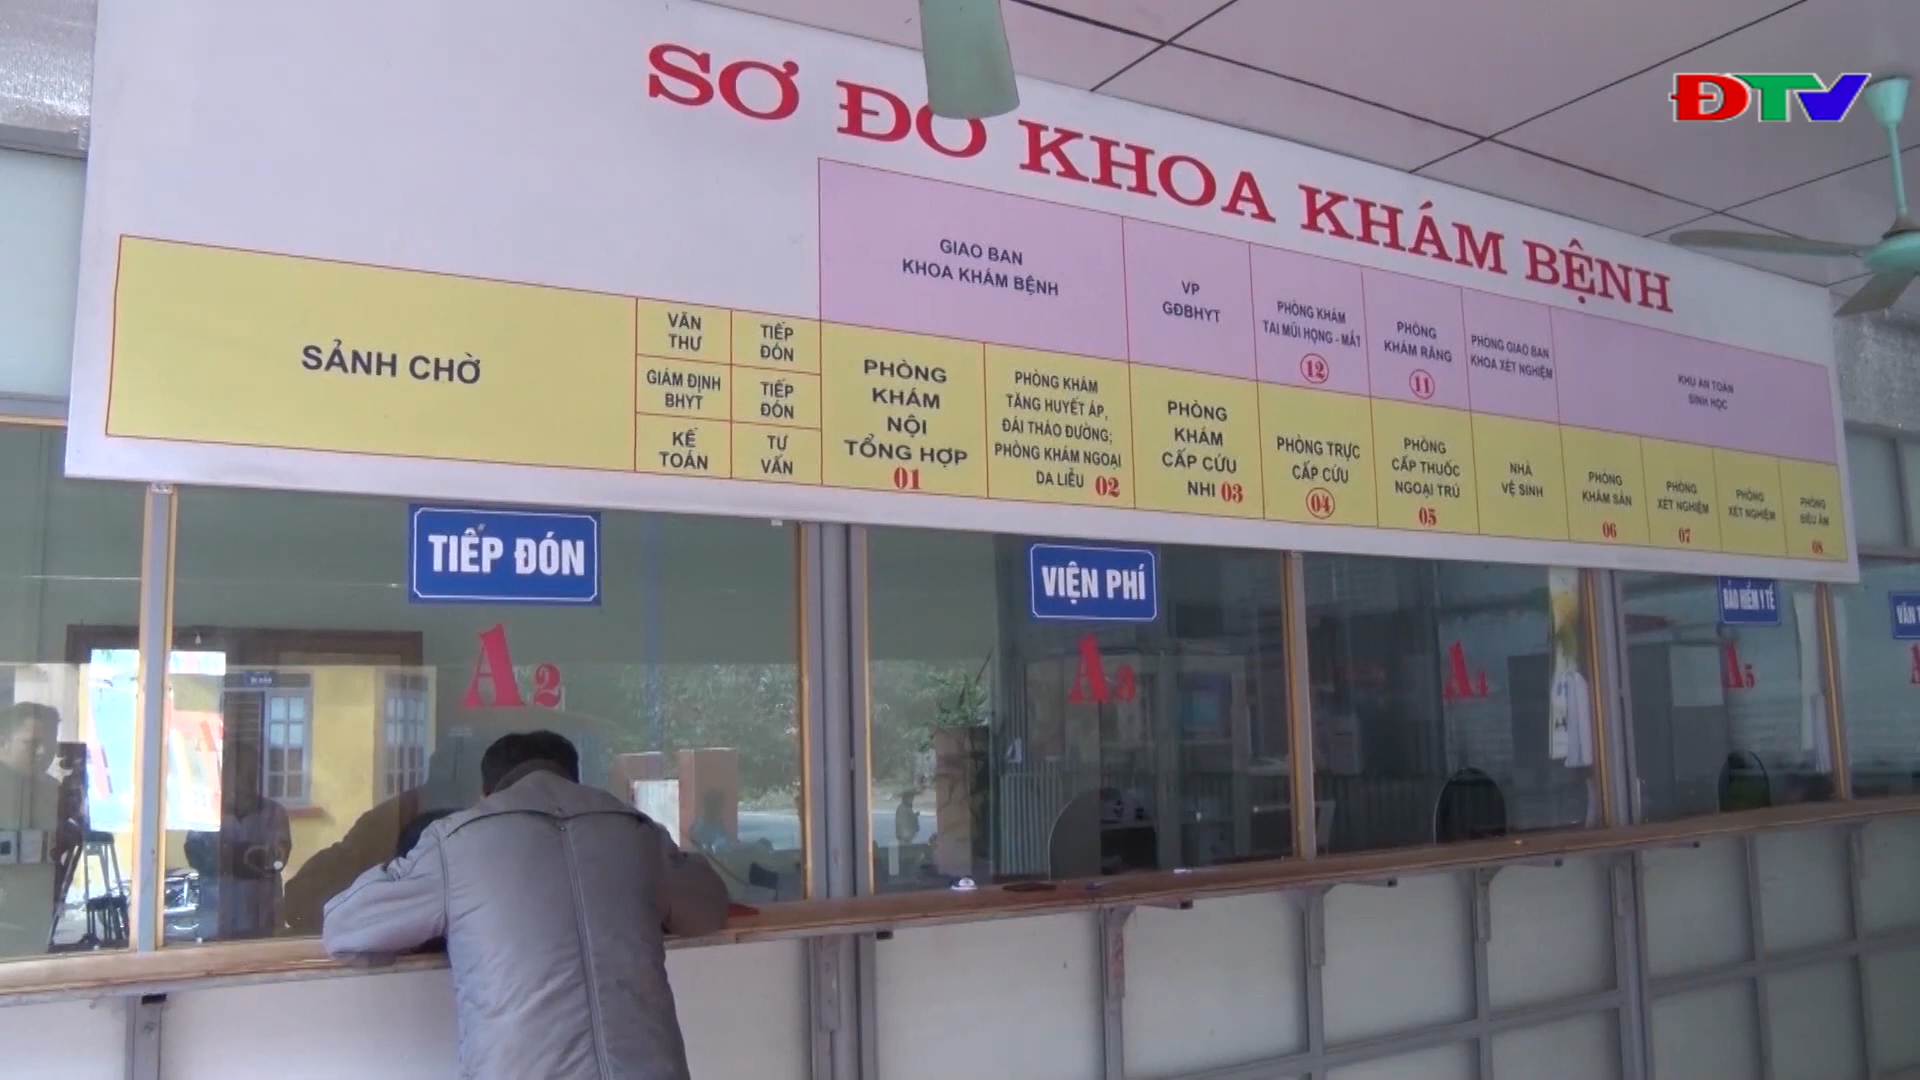 ĐTV
SƠ ĐỒ KHOA KHÁM BỆNH
GIAO BAN
KHOA KHÁM BỆNH
VP
GĐBHYT
PHÒNG KHÁM
TAI MŨI HỌNG - MẮT
12
PHÒNG
KHÁM RĂNG
11
PHÒNG GIAO BAN
KHOA XÉT NGHIỆM
KHU AN TOÀN
SINH HỌC
SẢNH CHỜ
VĂN
THƯ
TIẾP
ĐÓN
GIÁM ĐỊNH
BHYT
TIẾP
ĐÓN
KẾ
TOÁN
TƯ
VẤN
PHÒNG
KHÁM
NỘI
TỔNG HỢP
01
PHÒNG KHÁM
TĂNG HUYẾT ÁP,
ĐÁI THÁO ĐƯỜNG;
PHÒNG KHÁM NGOẠI
DA LIỄU 02
PHÒNG
KHÁM
CẤP CỨU
NHI 03
PHÒNG TRỰC
CẤP CỨU
04
PHÒNG
CẤP THUỐC
NGOẠI TRÚ
05
NHÀ
VỆ SINH
PHÒNG
KHÁM SẢN
06
PHÒNG
XÉT NGHIỆM
07
PHÒNG
XÉT NGHIỆM
PHÒNG
SIÊU ÂM
08
TIẾP ĐÓN
VIỆN PHÍ
BẢO HIỂM Y TẾ
VĂN
A2
A3
A4
A5